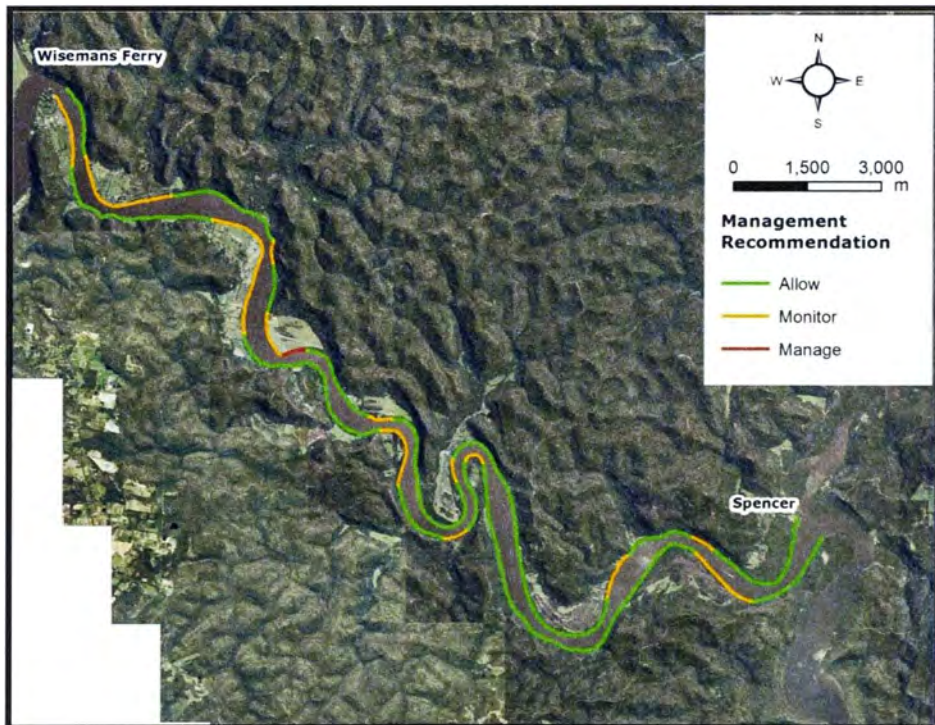 Wisemans Ferry
N
W E
S
0 1,500 3,000
m
Management
Recommendation
Allow
Monitor
Manage
Spencer